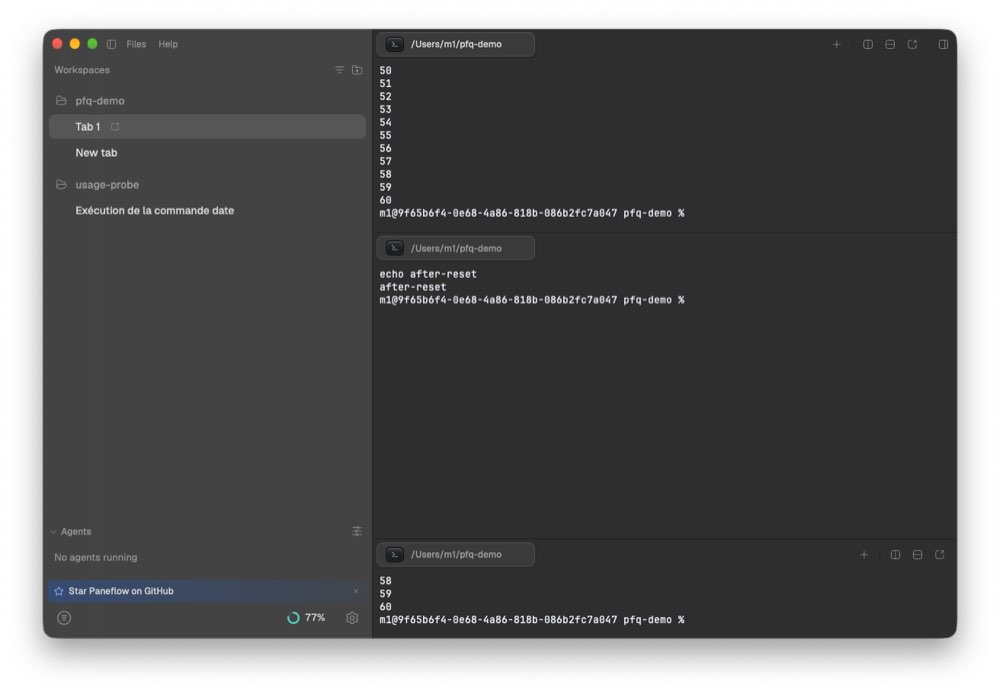 Files Help
Workspaces
pfq-demo
Tab 1
New tab
usage-probe
Exécution de la commande date
Agents
No agents running
Star Paneflow on GitHub
77%
/Users/m1/pfq-demo
50
51
52
53
54
55
56
57
58
59
60
m1@9f65b6f4-0e68-4a86-818b-086b2fc7a047 pfq-demo %
/Users/m1/pfq-demo
echo after-reset
after-reset
m1@9f65b6f4-0e68-4a86-818b-086b2fc7a047 pfq-demo %
/Users/m1/pfq-demo
58
59
60
m1@9f65b6f4-0e68-4a86-818b-086b2fc7a047 pfq-demo %